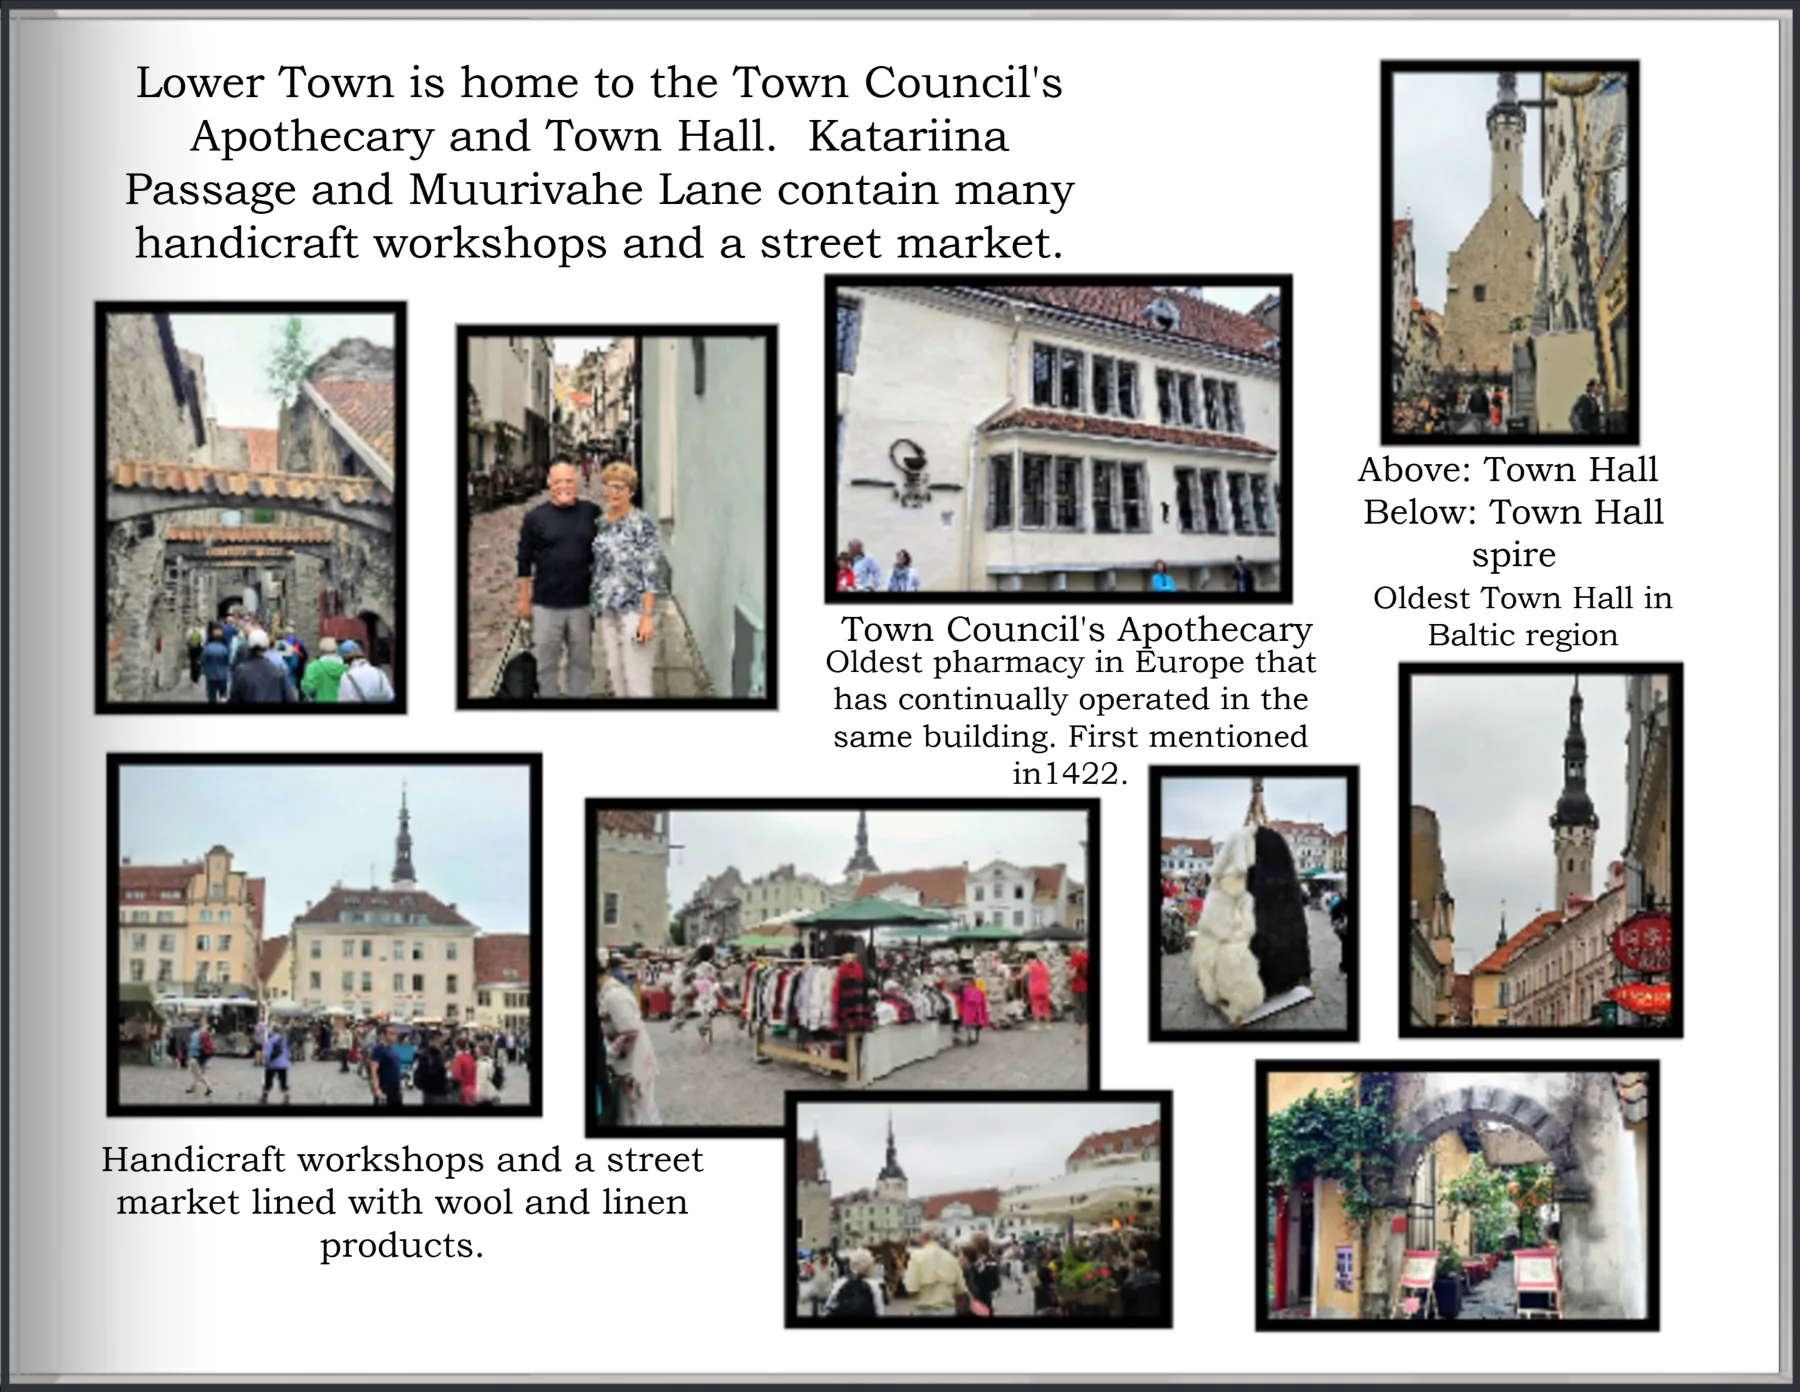 Lower Town is home to the Town Council's
Apothecary and Town Hall.  Katariina
Passage and Muurivahe Lane contain many
handicraft workshops and a street market.
Above: Town Hall
Below: Town Hall
spire
Oldest Town Hall in
Baltic region
Town Council's Apothecary
Oldest pharmacy in Europe that
has continually operated in the
same building. First mentioned
in1422.
Handicraft workshops and a street
market lined with wool and linen
products.